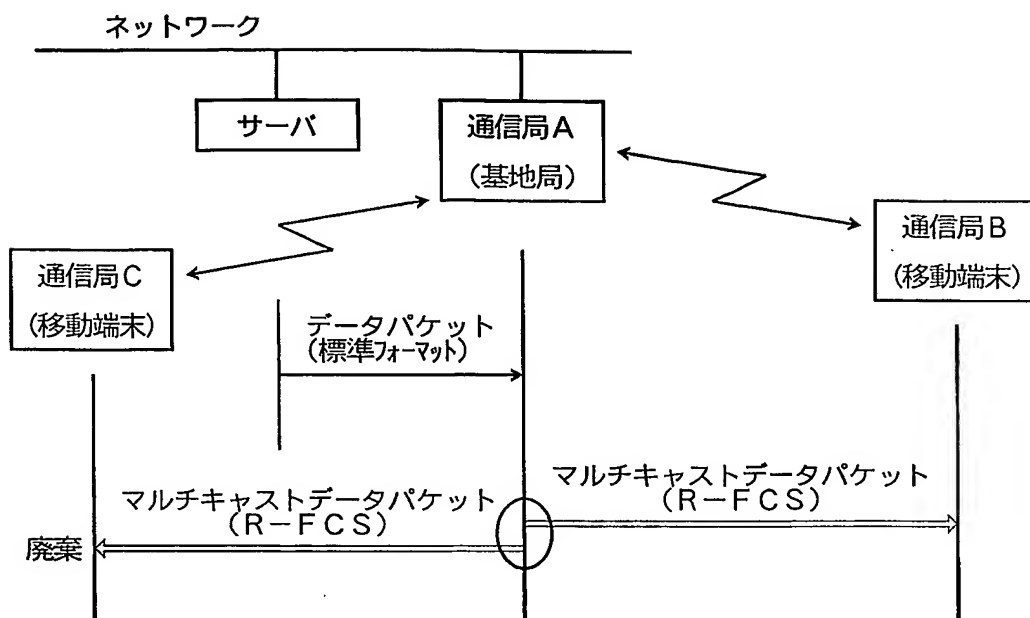 ネットワーク
サーバ
通信局A
(基地局)
通信局B
(移動端末)
通信局C
(移動端末)
データパケット
(標準フォーマット)
マルチキャストデータパケット
(R-FCS)
マルチキャストデータパケット
(R-FCS)
廃棄